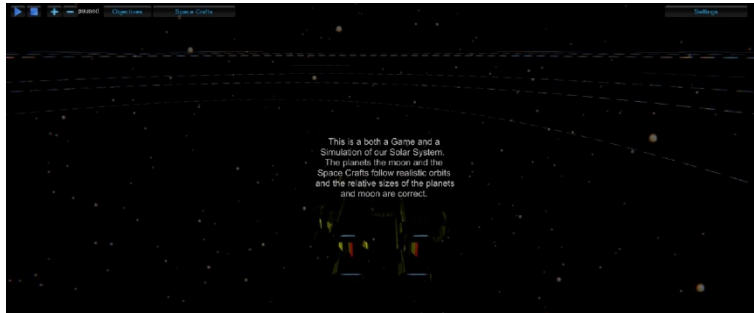 paused Objectives Space Crafts Settings
This is a both a Game and a
Simulation of our Solar System.
The planets the moon and the
Space Crafts follow realistic orbits
and the relative sizes of the planets
and moon are correct.